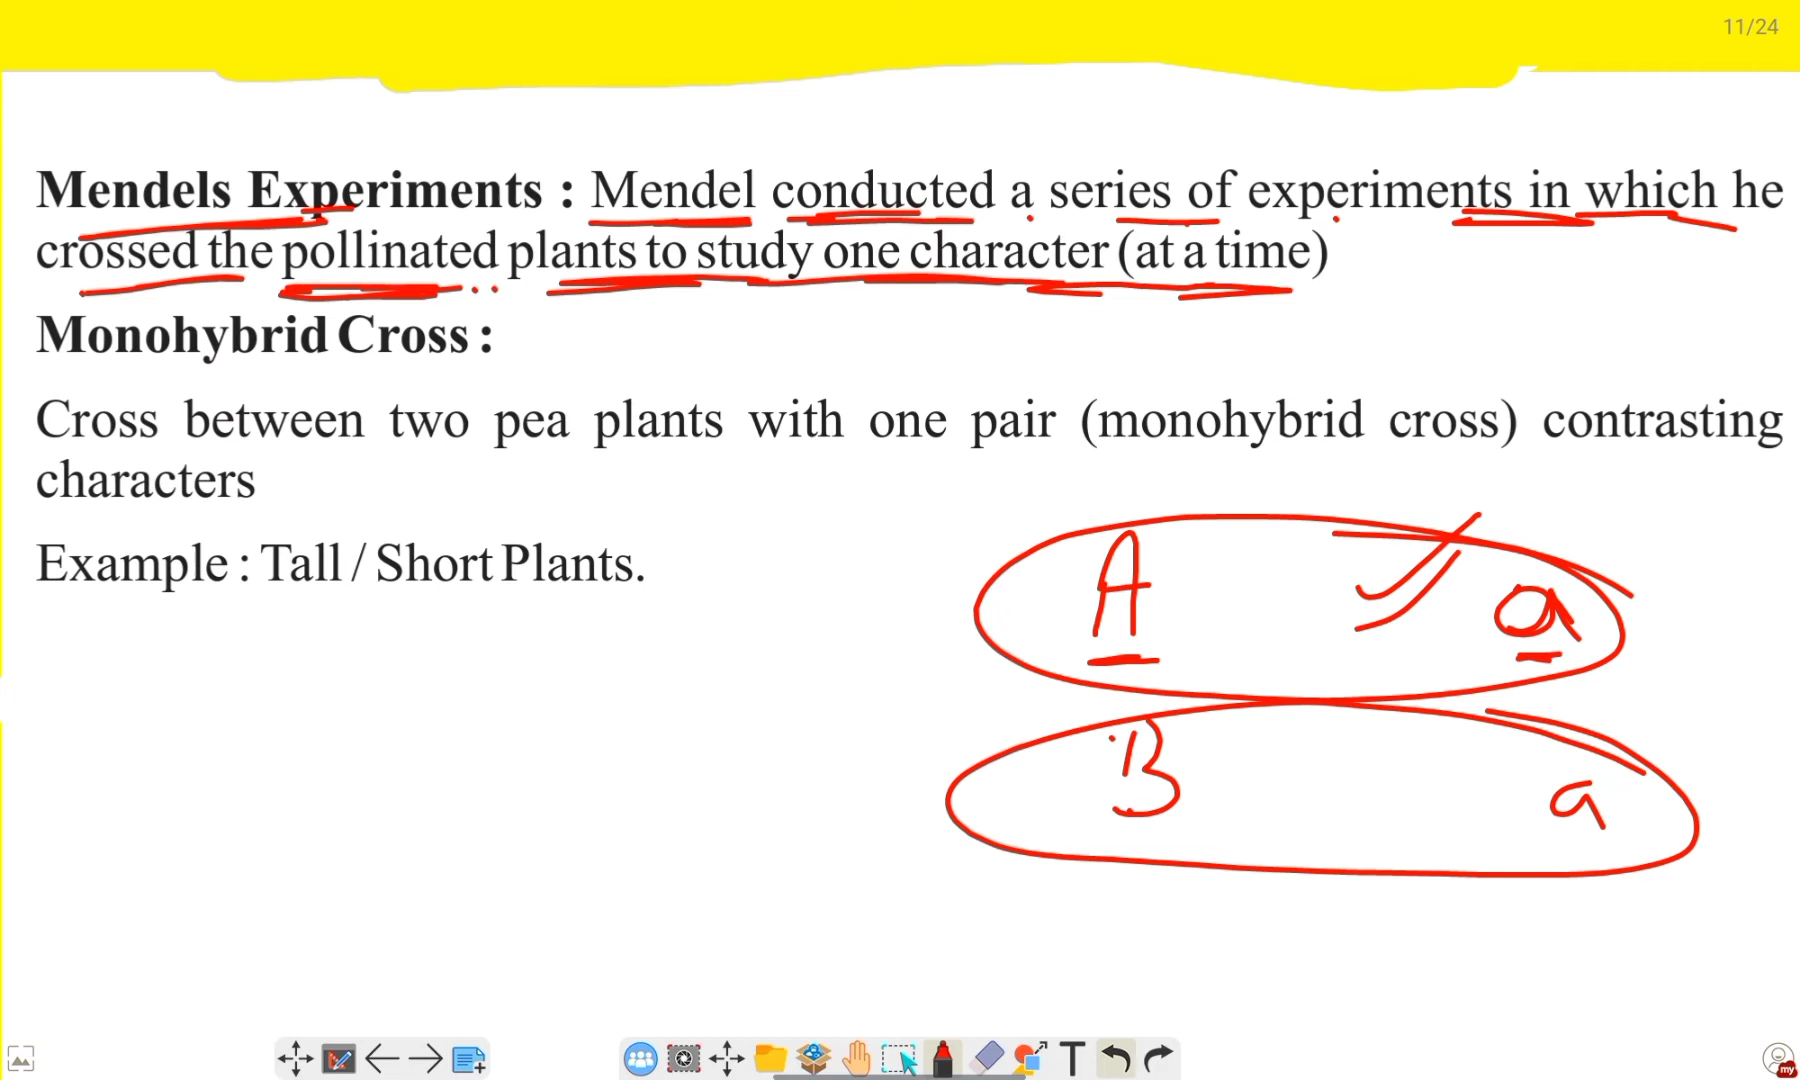 11/24
Mendels Experiments : Mendel conducted a series of experiments in which he
crossed the pollinated plants to study one character (at a time)
Monohybrid Cross :
Cross between two pea plants with one pair (monohybrid cross) contrasting
characters
Example : Tall / Short Plants.
A a
B a
T
my